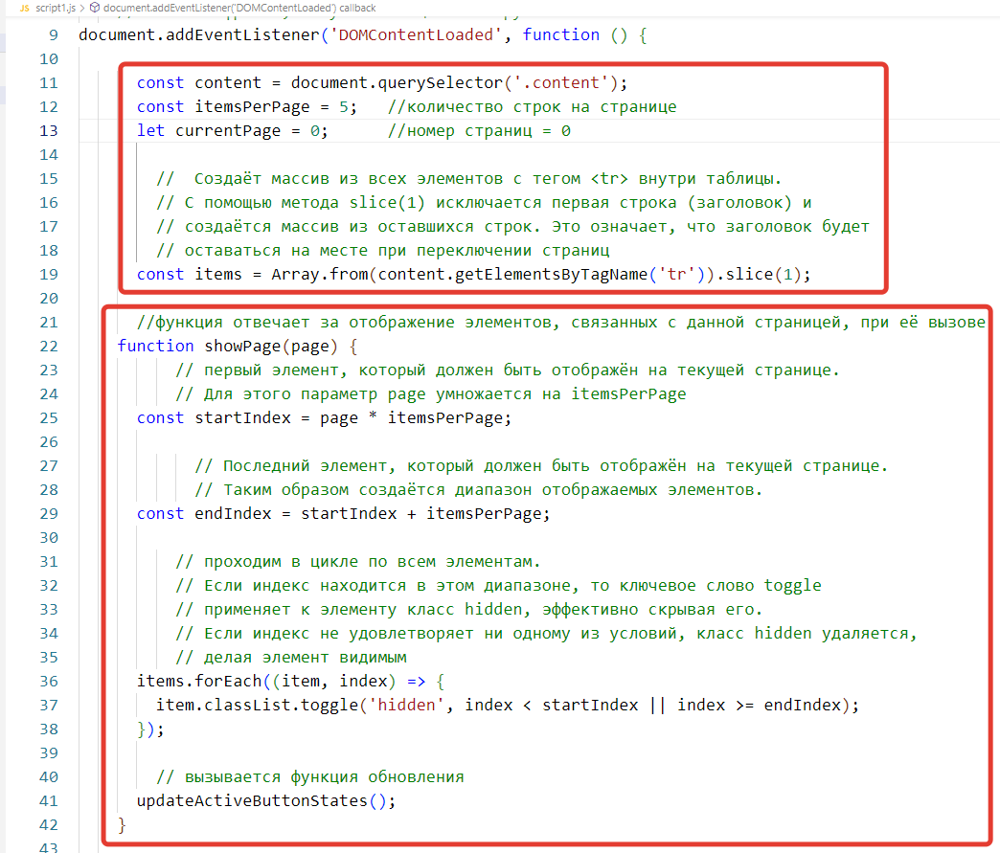 JS script1.js > document.addEventListener('DOMContentLoaded') callback
9 document.addEventListener('DOMContentLoaded', function () {
10
11 const content = document.querySelector('.content');
12 const itemsPerPage = 5; //количество строк на странице
13 let currentPage = 0; //номер страниц = 0
14
15 // Создаёт массив из всех элементов с тегом <tr> внутри таблицы.
16 // С помощью метода slice(1) исключается первая строка (заголовок) и
17 // создаётся массив из оставшихся строк. Это означает, что заголовок будет
18 // оставаться на месте при переключении страниц
19 const items = Array.from(content.getElementsByTagName('tr')).slice(1);
20
21 //функция отвечает за отображение элементов, связанных с данной страницей, при её вызове
22 function showPage(page) {
23 // первый элемент, который должен быть отображён на текущей странице.
24 // Для этого параметр page умножается на itemsPerPage
25 const startIndex = page * itemsPerPage;
26
27 // Последний элемент, который должен быть отображён на текущей странице.
28 // Таким образом создаётся диапазон отображаемых элементов.
29 const endIndex = startIndex + itemsPerPage;
30
31 // проходим в цикле по всем элементам.
32 // Если индекс находится в этом диапазоне, то ключевое слово toggle
33 // применяет к элементу класс hidden, эффективно скрывая его.
34 // Если индекс не удовлетворяет ни одному из условий, класс hidden удаляется,
35 // делая элемент видимым
36 items.forEach((item, index) => {
37 item.classList.toggle('hidden', index < startIndex || index >= endIndex);
38 });
39
40 // вызывается функция обновления
41 updateActiveButtonStates();
42 }
43